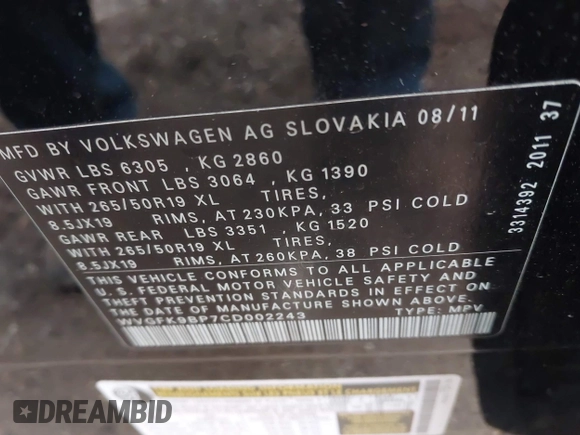 MFD BY VOLKSWAGEN AG SLOVAKIA 08/11
GVWR LBS 6305 , KG 2860
GAWR FRONT LBS 3064 , KG 1390
WITH 265/50R19 XL TIRES,
8.5JX19 RIMS, AT 230KPA, 33 PSI COLD
GAWR REAR LBS 3351 , KG 1520
WITH 265/50R19 XL TIRES,
8.5JX19 RIMS, AT 260KPA, 38 PSI COLD
THIS VEHICLE CONFORMS TO ALL APPLICABLE
U.S. FEDERAL MOTOR VEHICLE SAFETY AND
THEFT PREVENTION STANDARDS IN EFFECT ON
THE DATE OF MANUFACTURE SHOWN ABOVE.
WVGFK9BP7CD002243 TYPE: MPV
3314392 2011 37
DREAMBID